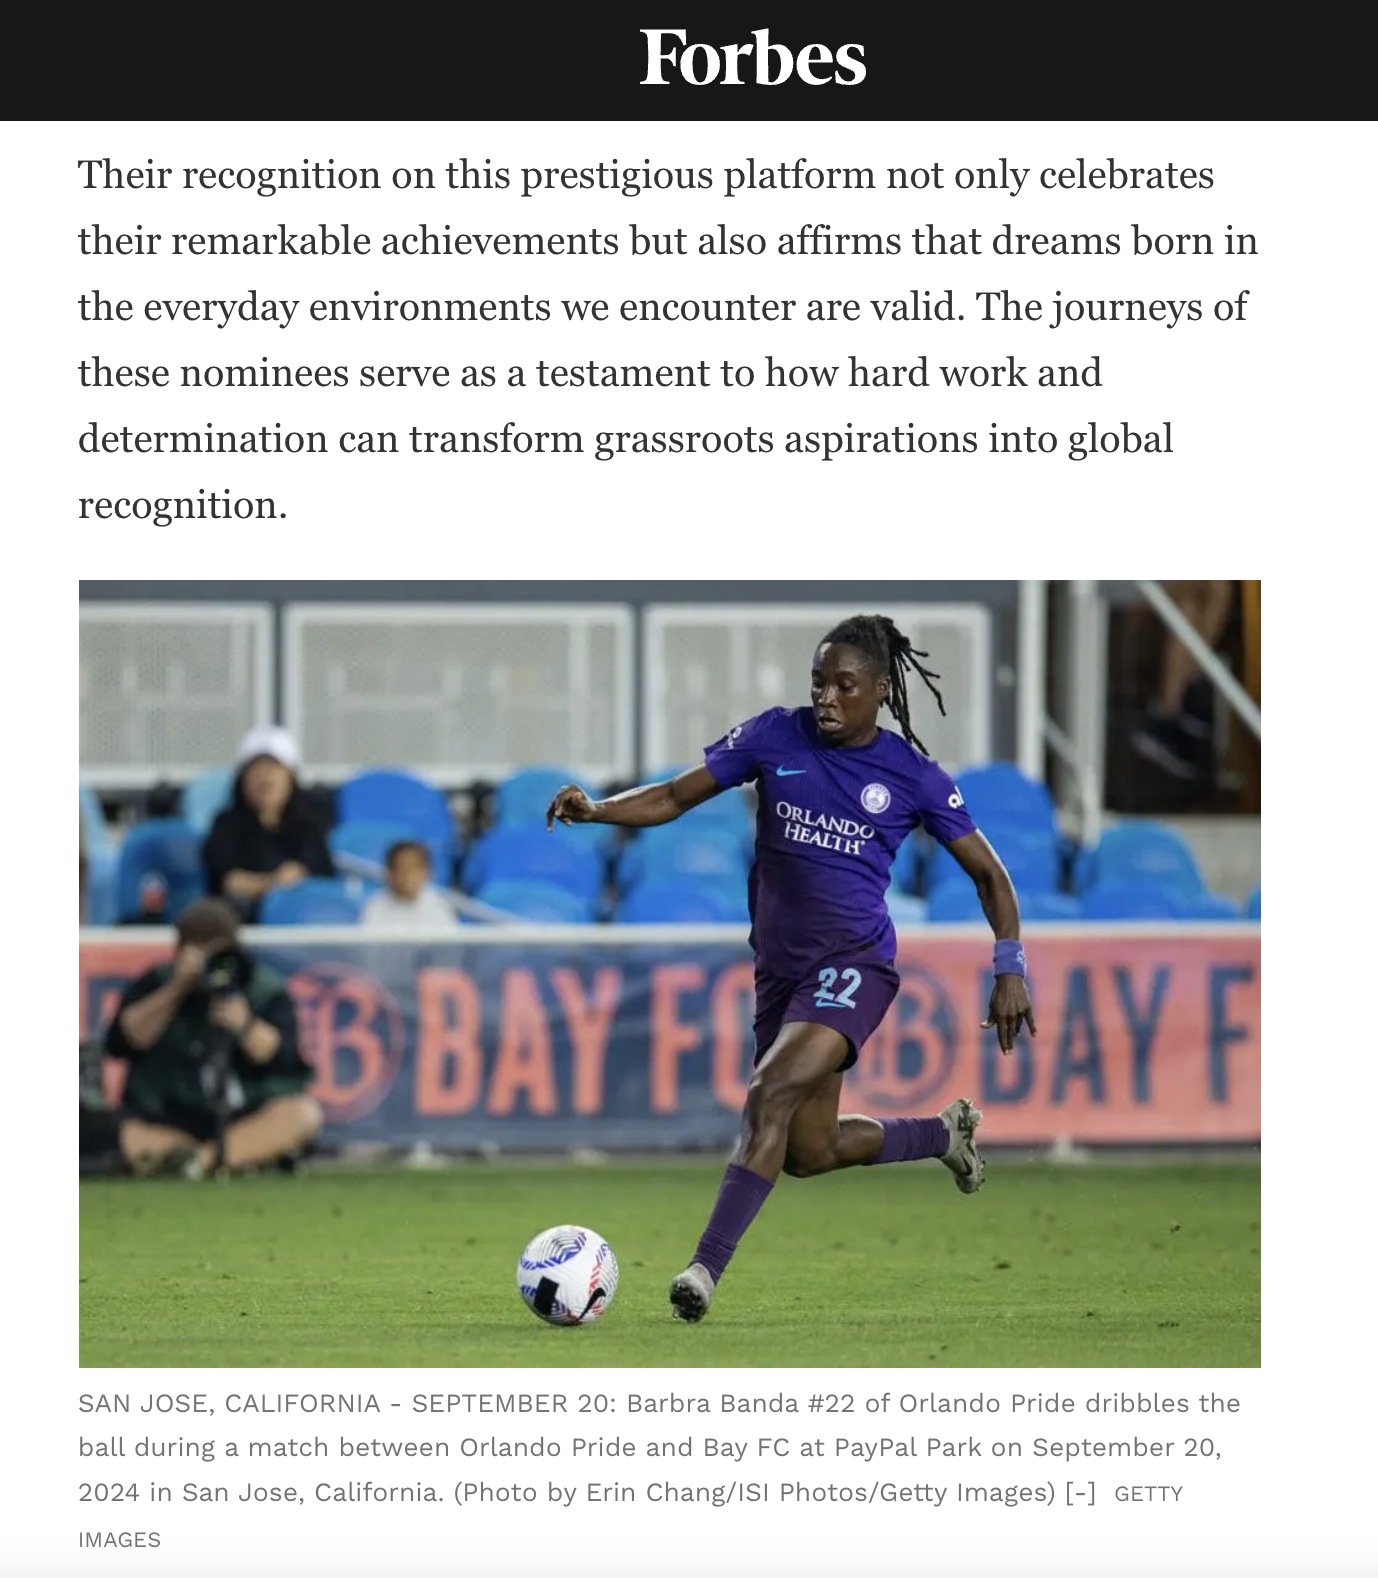 Forbes
Their recognition on this prestigious platform not only celebrates
their remarkable achievements but also affirms that dreams born in
the everyday environments we encounter are valid. The journeys of
these nominees serve as a testament to how hard work and
determination can transform grassroots aspirations into global
recognition.
ORLANDO
HEALTH
22
B BAY FC B BAY F
SAN JOSE, CALIFORNIA - SEPTEMBER 20: Barbra Banda #22 of Orlando Pride dribbles the
ball during a match between Orlando Pride and Bay FC at PayPal Park on September 20,
2024 in San Jose, California. (Photo by Erin Chang/ISI Photos/Getty Images) [-] GETTY
IMAGES